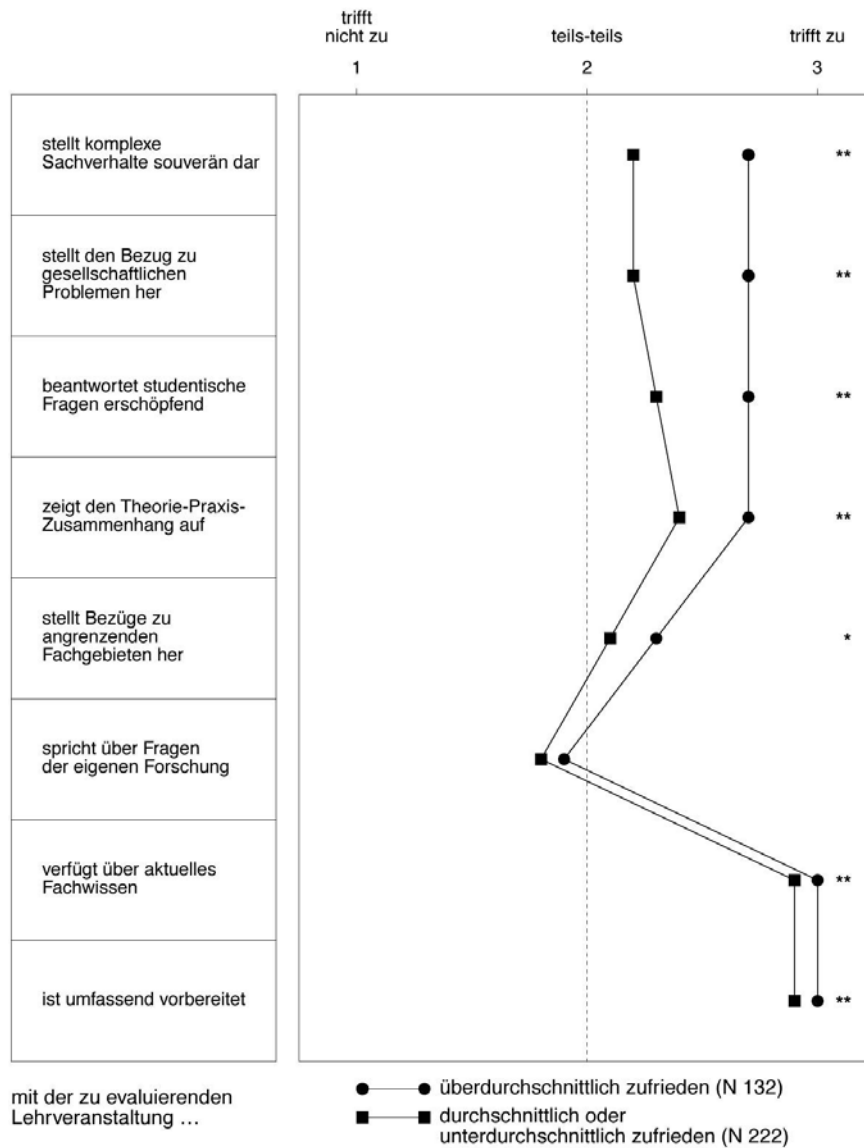 trifft
nicht zu
teils-teils
trifft zu
1
2
3
stellt komplexe
Sachverhalte souverän dar
**
stellt den Bezug zu
gesellschaftlichen
Problemen her
**
beantwortet studentische
Fragen erschöpfend
**
zeigt den Theorie-Praxis-
Zusammenhang auf
**
stellt Bezüge zu
angrenzenden
Fachgebieten her
*
spricht über Fragen
der eigenen Forschung
verfügt über aktuelles
Fachwissen
**
ist umfassend vorbereitet
**
mit der zu evaluierenden
Lehrveranstaltung ...
überdurchschnittlich zufrieden (N 132)
durchschnittlich oder
unterdurchschnittlich zufrieden (N 222)